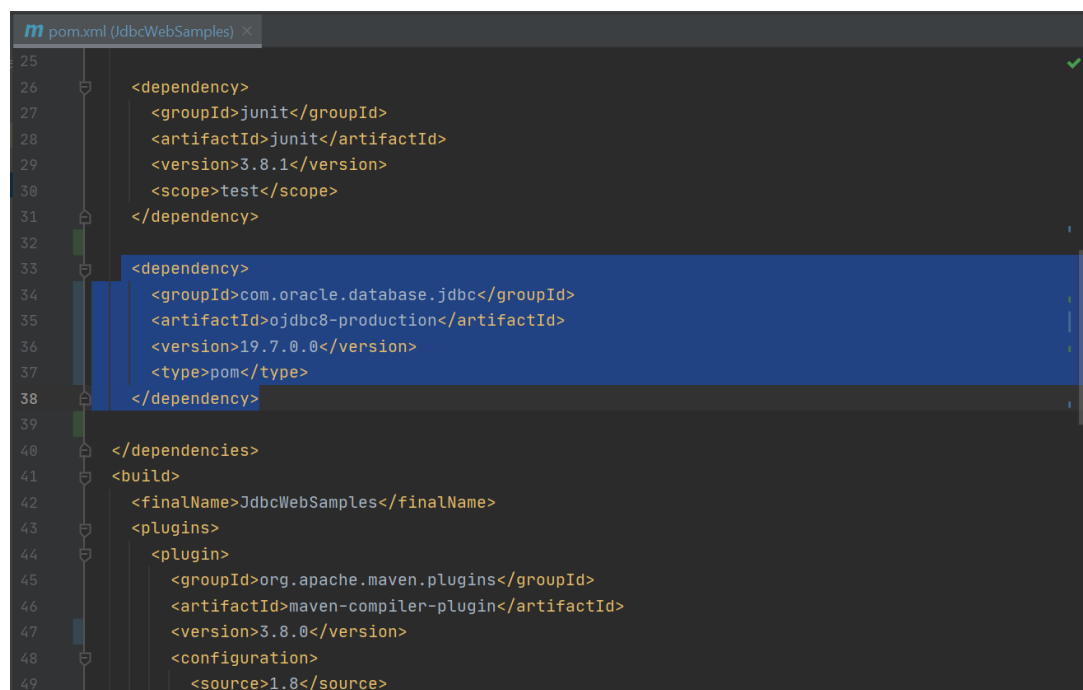 m pom.xml (JdbcWebSamples) ×
25
26 <dependency>
27 <groupId>junit</groupId>
28 <artifactId>junit</artifactId>
29 <version>3.8.1</version>
30 <scope>test</scope>
31 </dependency>
32
33 <dependency>
34 <groupId>com.oracle.database.jdbc</groupId>
35 <artifactId>ojdbc8-production</artifactId>
36 <version>19.7.0.0</version>
37 <type>pom</type>
38 </dependency>
39
40 </dependencies>
41 <build>
42 <finalName>JdbcWebSamples</finalName>
43 <plugins>
44 <plugin>
45 <groupId>org.apache.maven.plugins</groupId>
46 <artifactId>maven-compiler-plugin</artifactId>
47 <version>3.8.0</version>
48 <configuration>
49 <source>1.8</source>